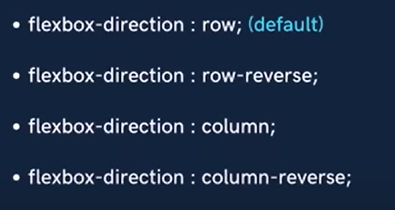 • flexbox-direction : row; (default)
• flexbox-direction : row-reverse;
• flexbox-direction : column;
• flexbox-direction : column-reverse;